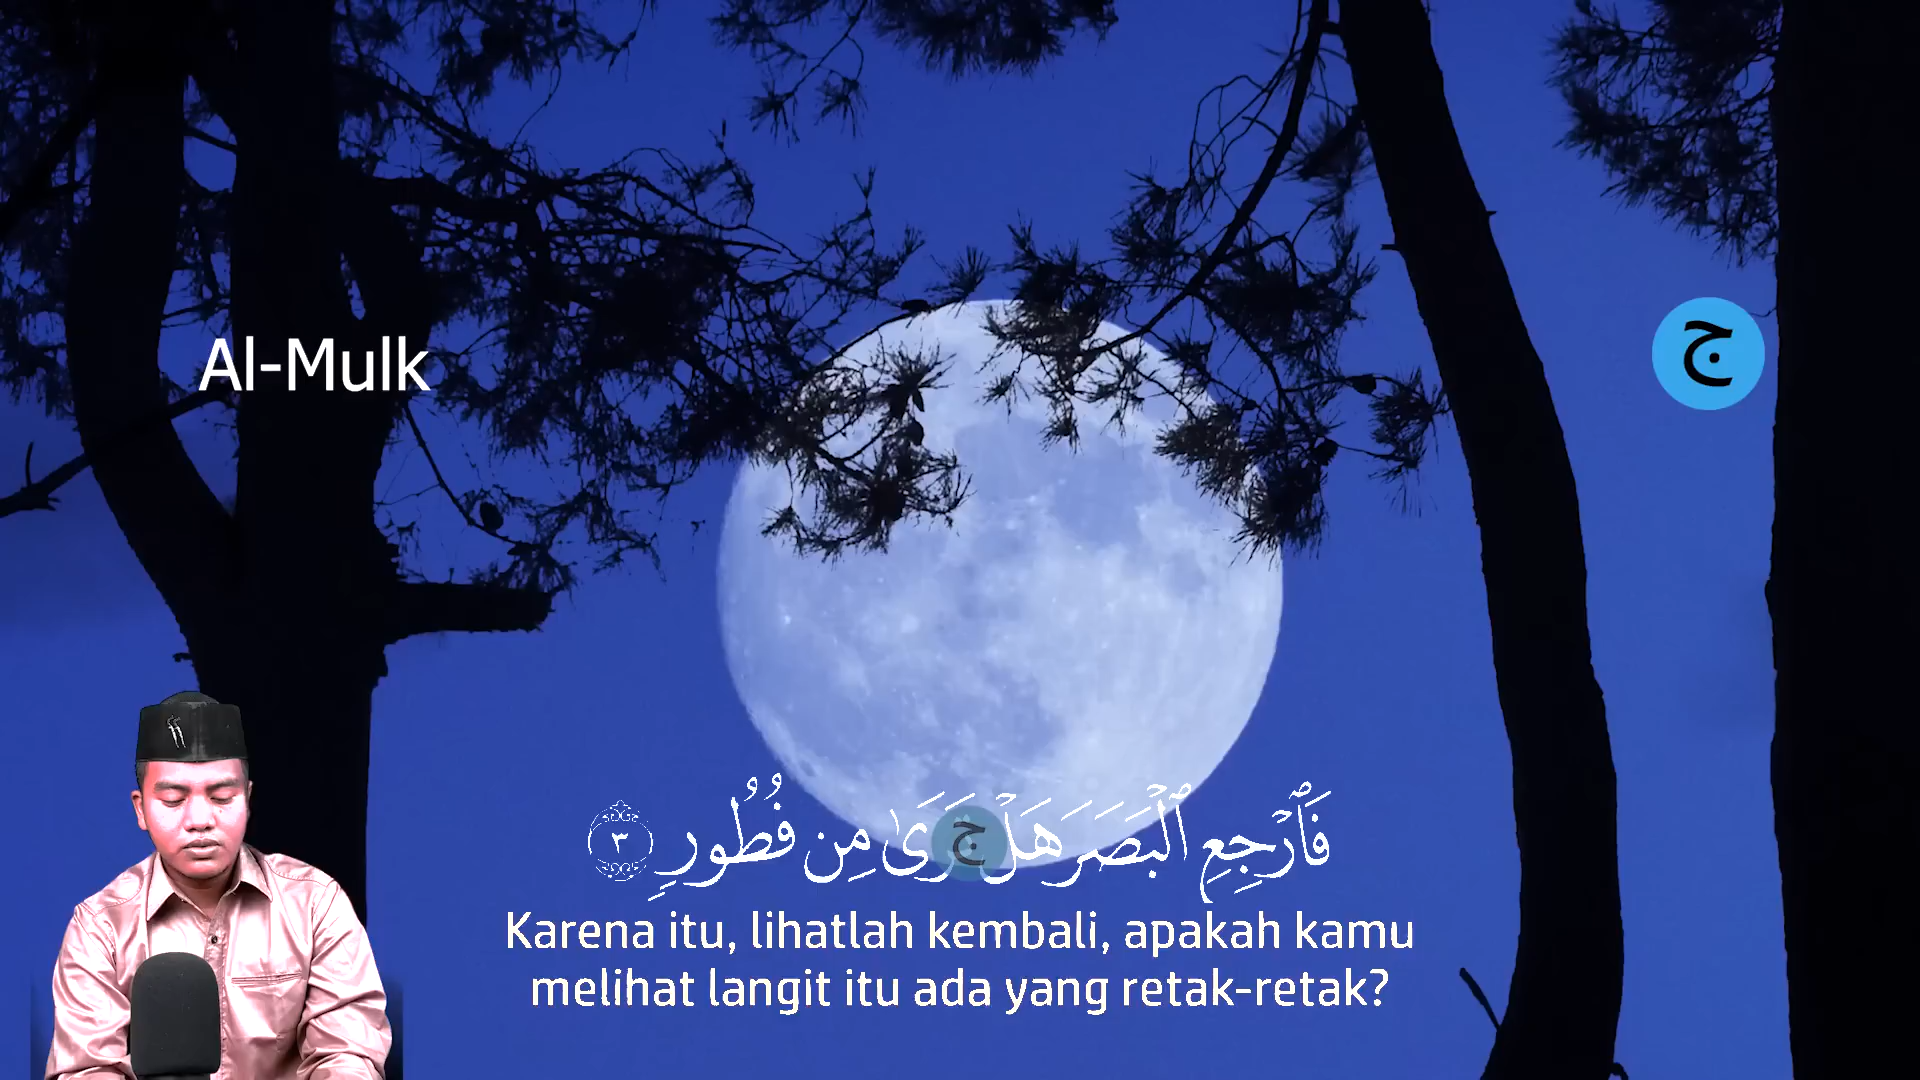 Al-Mulk
ج
فَٱرْجِعِ ٱلْبَصَرَ هَلْ تَرَىٰ مِن فُطُورٍ ٣
ج
Karena itu, lihatlah kembali, apakah kamu
melihat langit itu ada yang retak-retak?